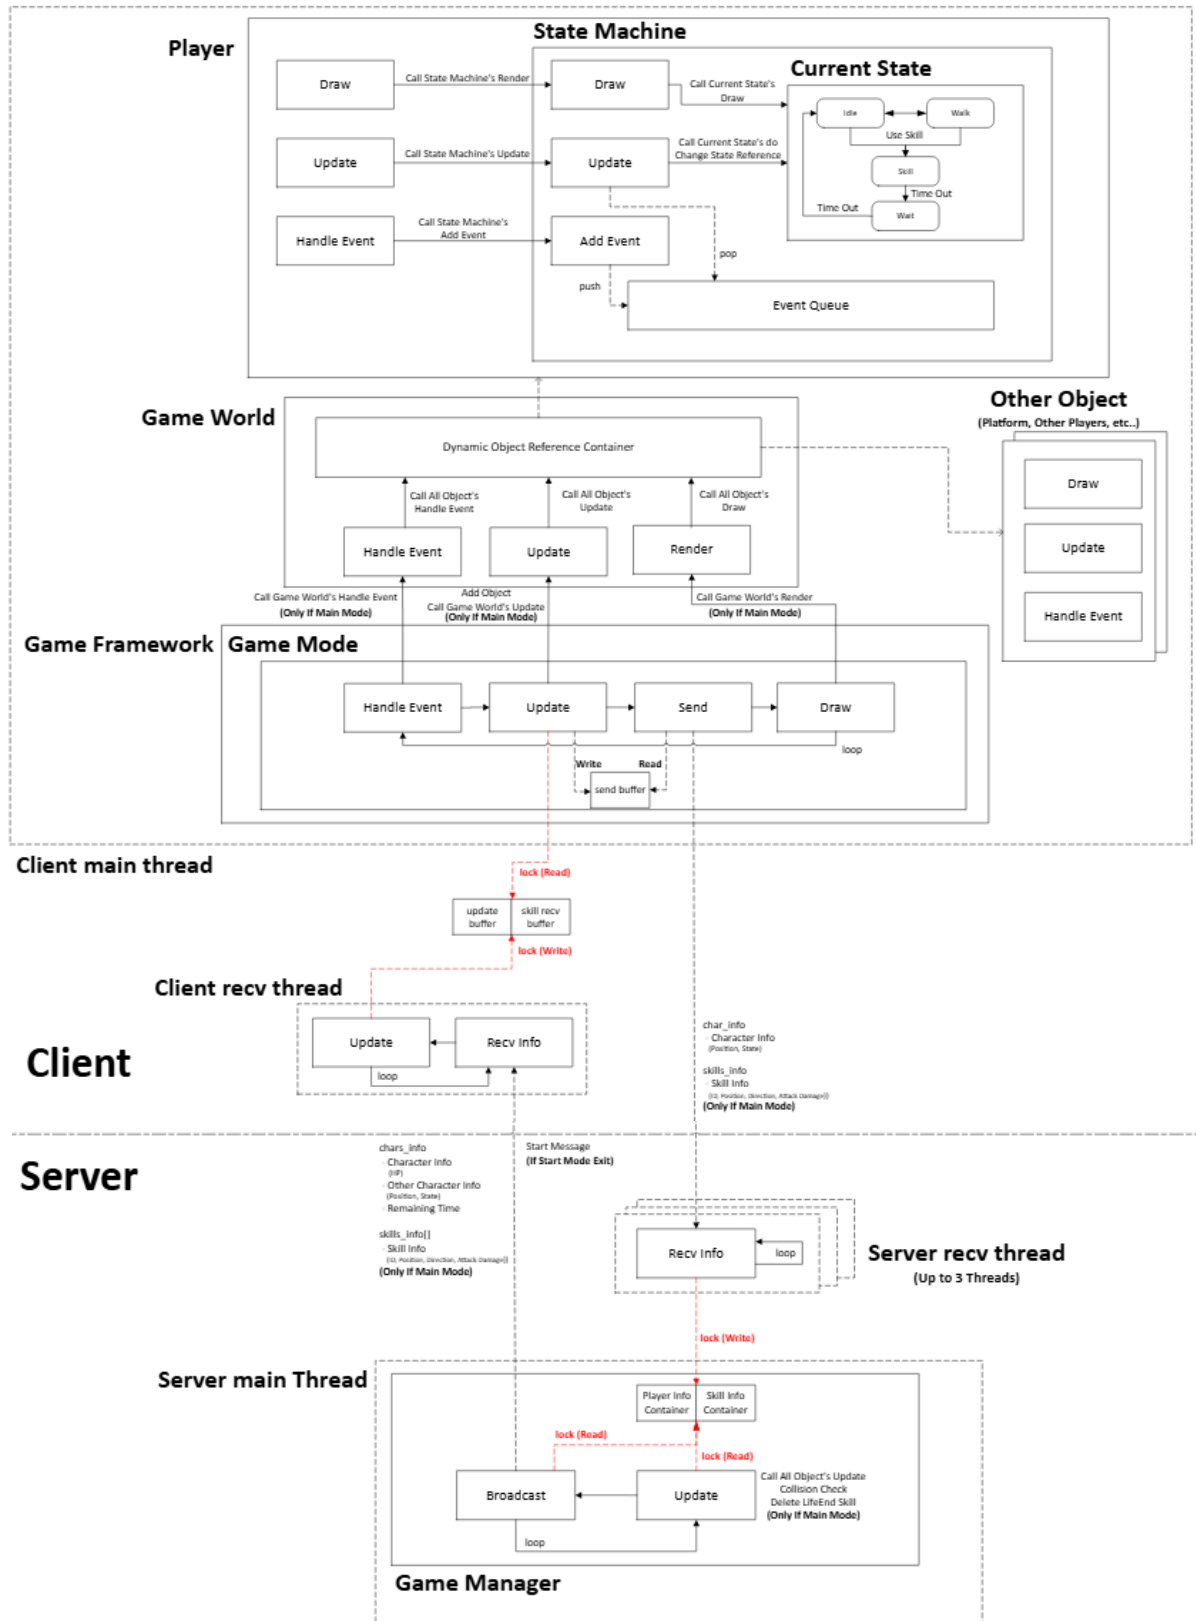 Player
State Machine
Current State
Draw
Call State Machine's Render
Draw
Call Current State's
Draw
Idle
Walk
Use Skill
Update
Call State Machine's Update
Update
Call Current State's do
Change State Reference
Skill
Time Out
Time Out
Wait
Handle Event
Call State Machine's
Add Event
Add Event
pop
push
Event Queue
Game World
Dynamic Object Reference Container
Call All Object's
Handle Event
Call All Object's
Update
Call All Object's
Draw
Handle Event
Update
Render
Other Object
(Platform, Other Players, etc..)
Draw
Update
Handle Event
Call Game World's Handle Event
(Only If Main Mode)
Add Object
Call Game World's Update
(Only If Main Mode)
Call Game World's Render
(Only If Main Mode)
Game Framework
Game Mode
Handle Event
Update
Send
Draw
loop
Write
Read
send buffer
Client main thread
lock (Read)
update
buffer
skill recv
buffer
lock (Write)
Client recv thread
Update
Recv Info
loop
Client
char_info
- Character Info
(Position, State)
skills_info
- Skill Info
(ID, Position, Direction, Attack Damage))
(Only If Main Mode)
Server
chars_info
- Character Info
(HP)
- Other Character Info
(Position, State)
- Remaining Time
skills_info[]
- Skill Info
(ID, Position, Direction, Attack Damage))
(Only If Main Mode)
Start Message
(If Start Mode Exit)
Recv Info
loop
Server recv thread
(Up to 3 Threads)
lock (Write)
Server main Thread
Player Info
Container
Skill Info
Container
lock (Read)
lock (Read)
Broadcast
Update
Call All Object's Update
Collision Check
Delete LifeEnd Skill
(Only If Main Mode)
loop
Game Manager